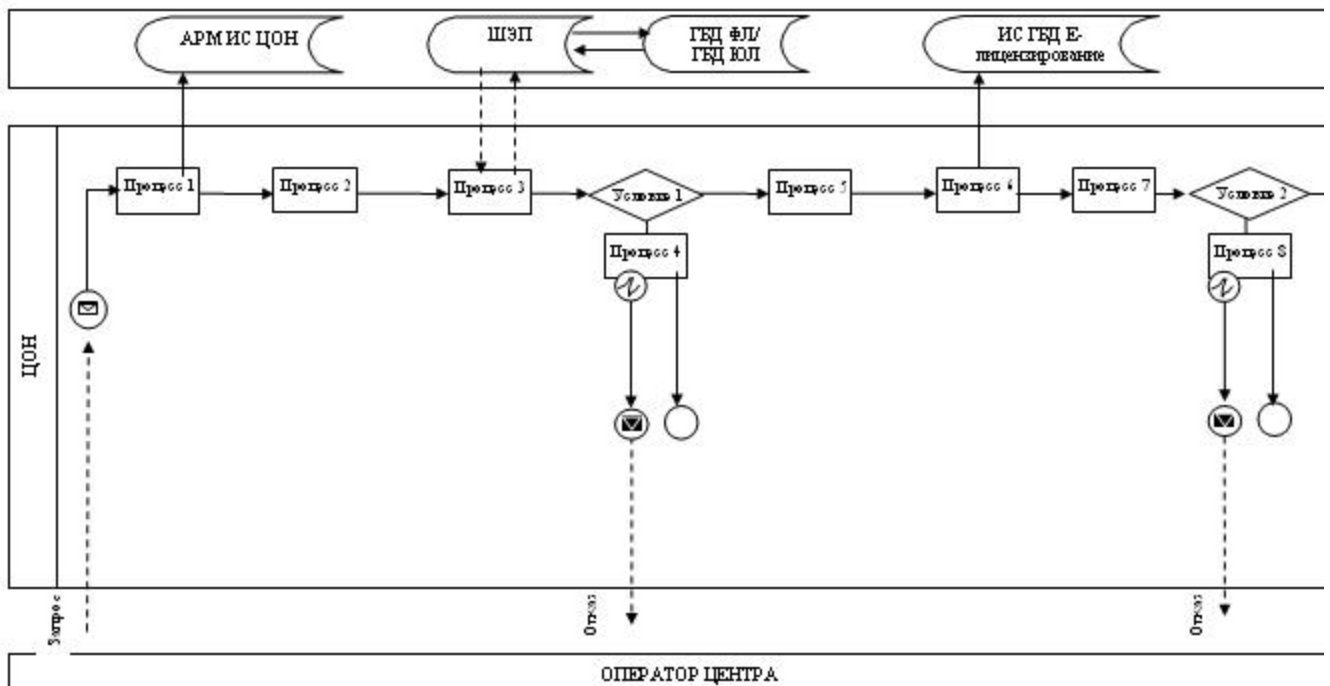 АРМ ИС ЦОН
ШЭП
ГБД ФЛ/
ГБД ЮЛ
ИС ГБД Е-
лицензирование
Процесс 1
Процесс 2
Процесс 3
Условие 1
Процесс 5
Процесс 6
Процесс 7
Условие 2
Процесс 4
Процесс 8
ЦОН
Запрос
Отказ
Отказ
ОПЕРАТОР ЦЕНТРА